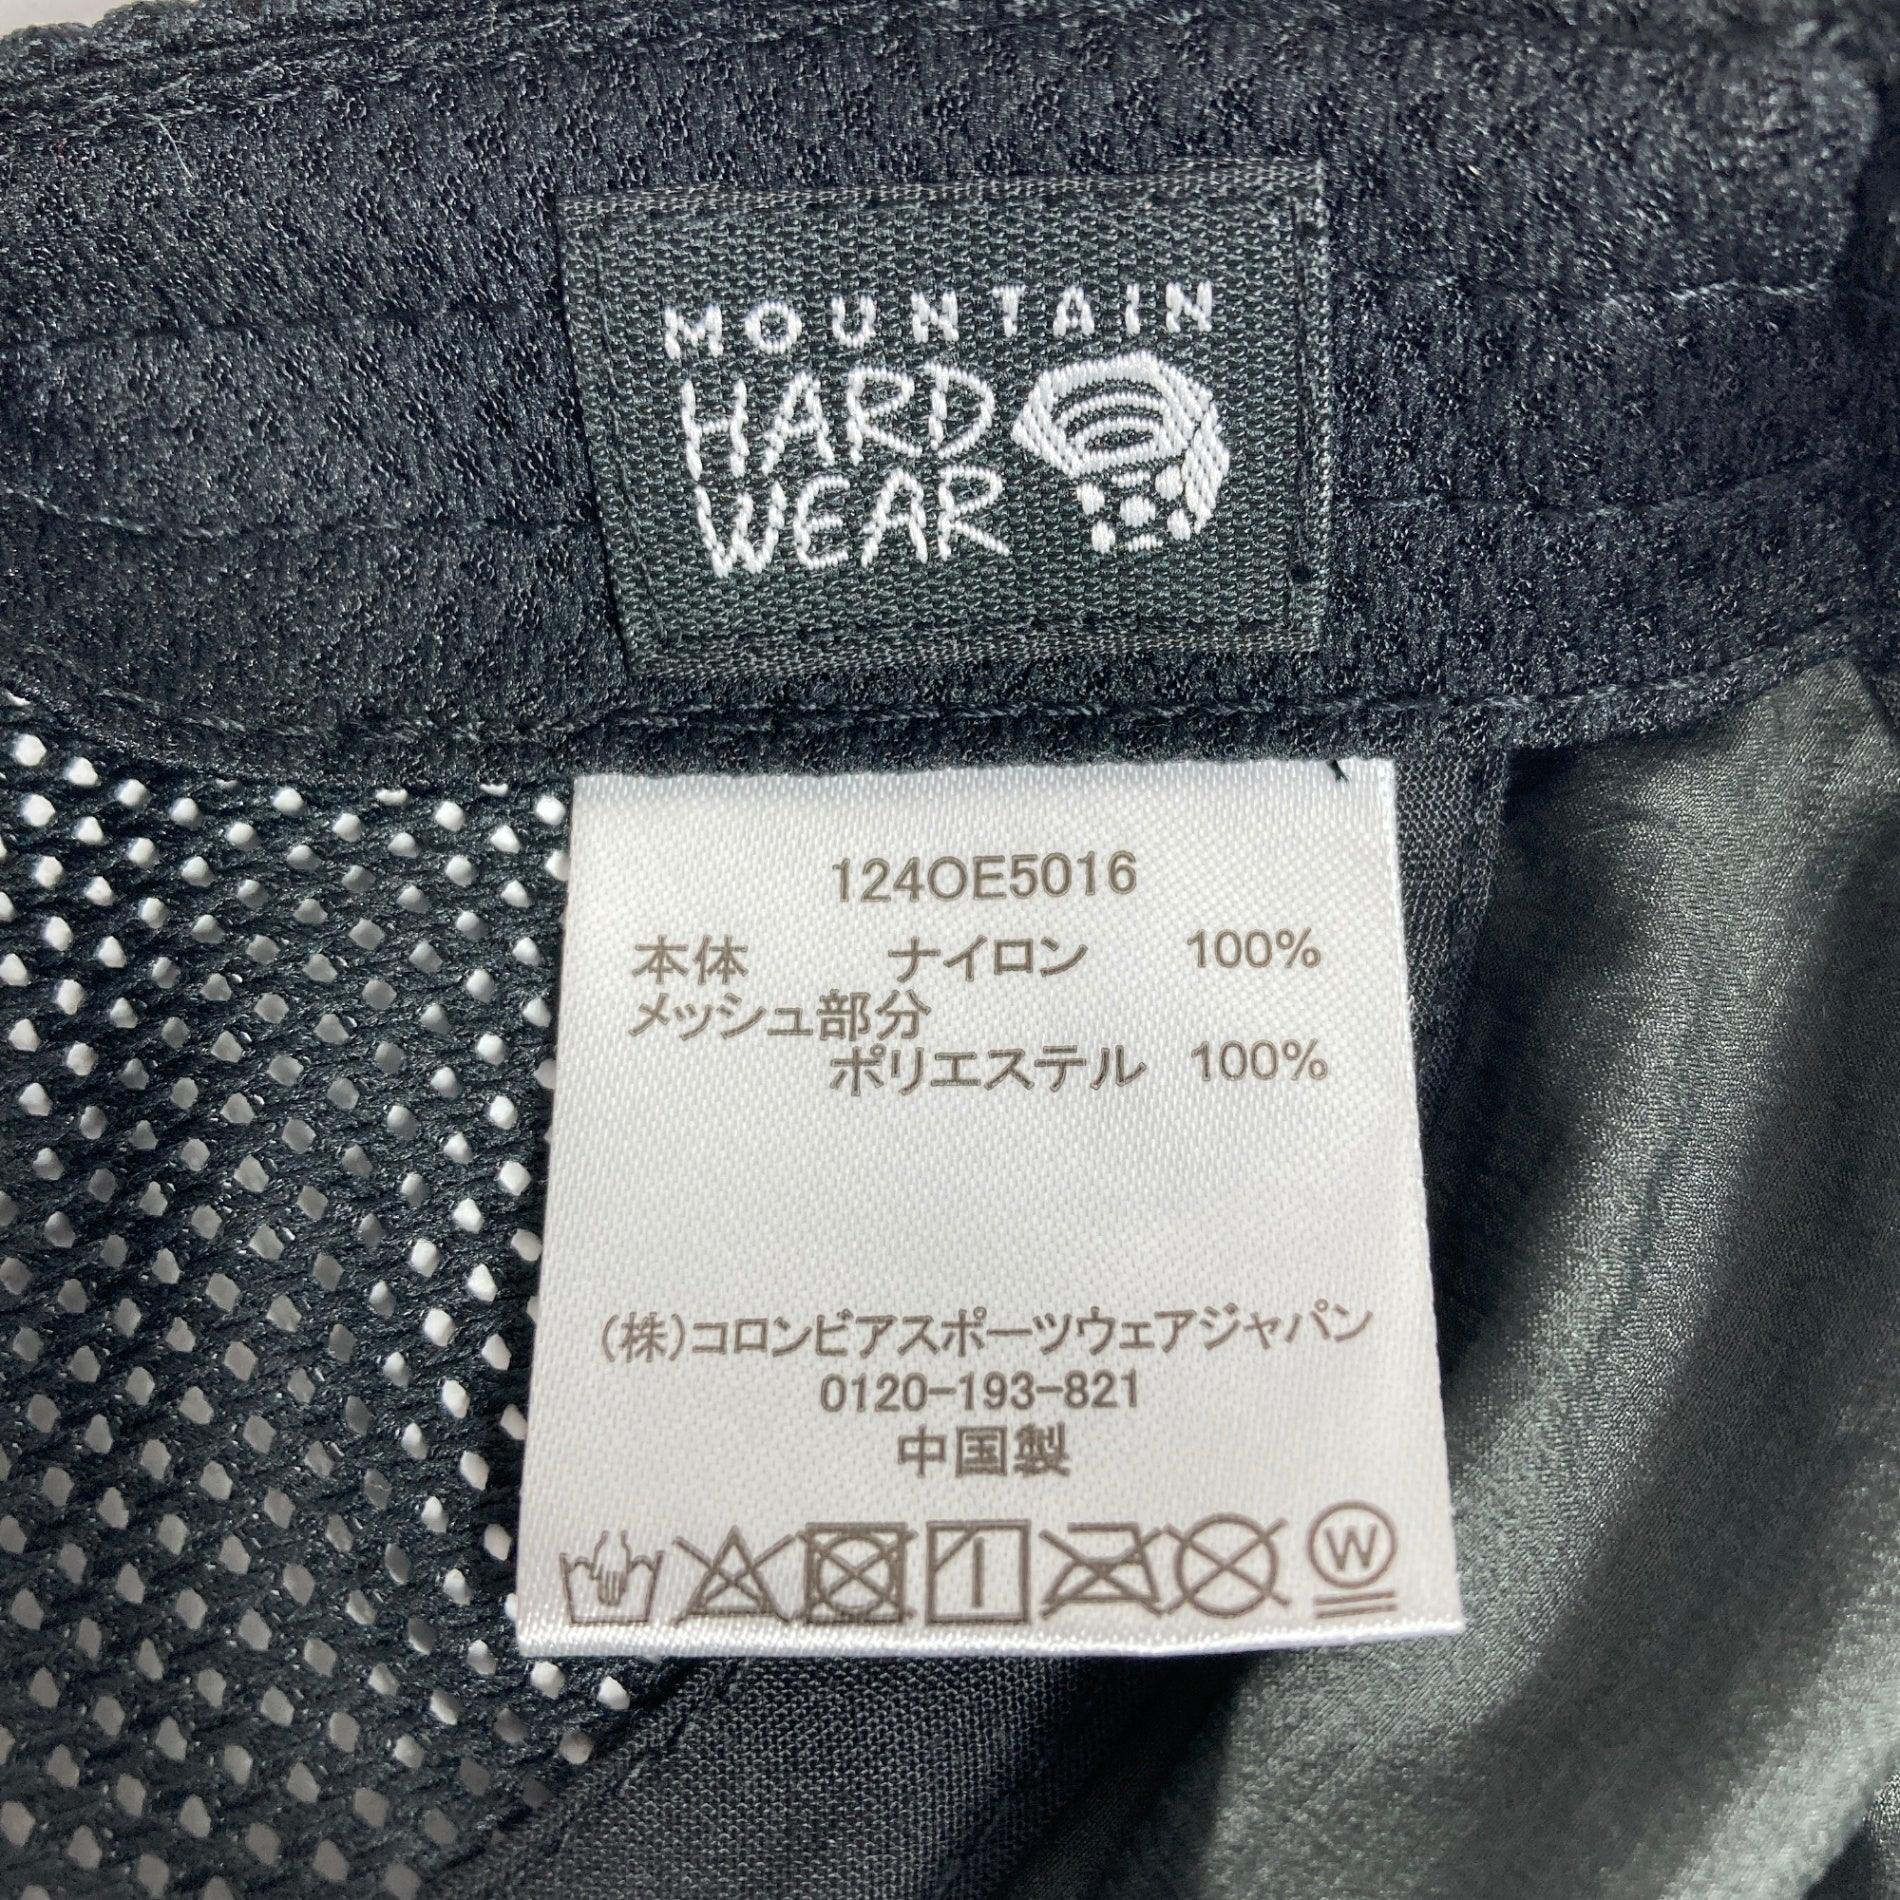 MOUNTAIN
HARD
WEAR
124OE5016
本体 ナイロン 100%
メッシュ部分
ポリエステル 100%
(株)コロンビアスポーツウェアジャパン
0120-193-821
中国製
W